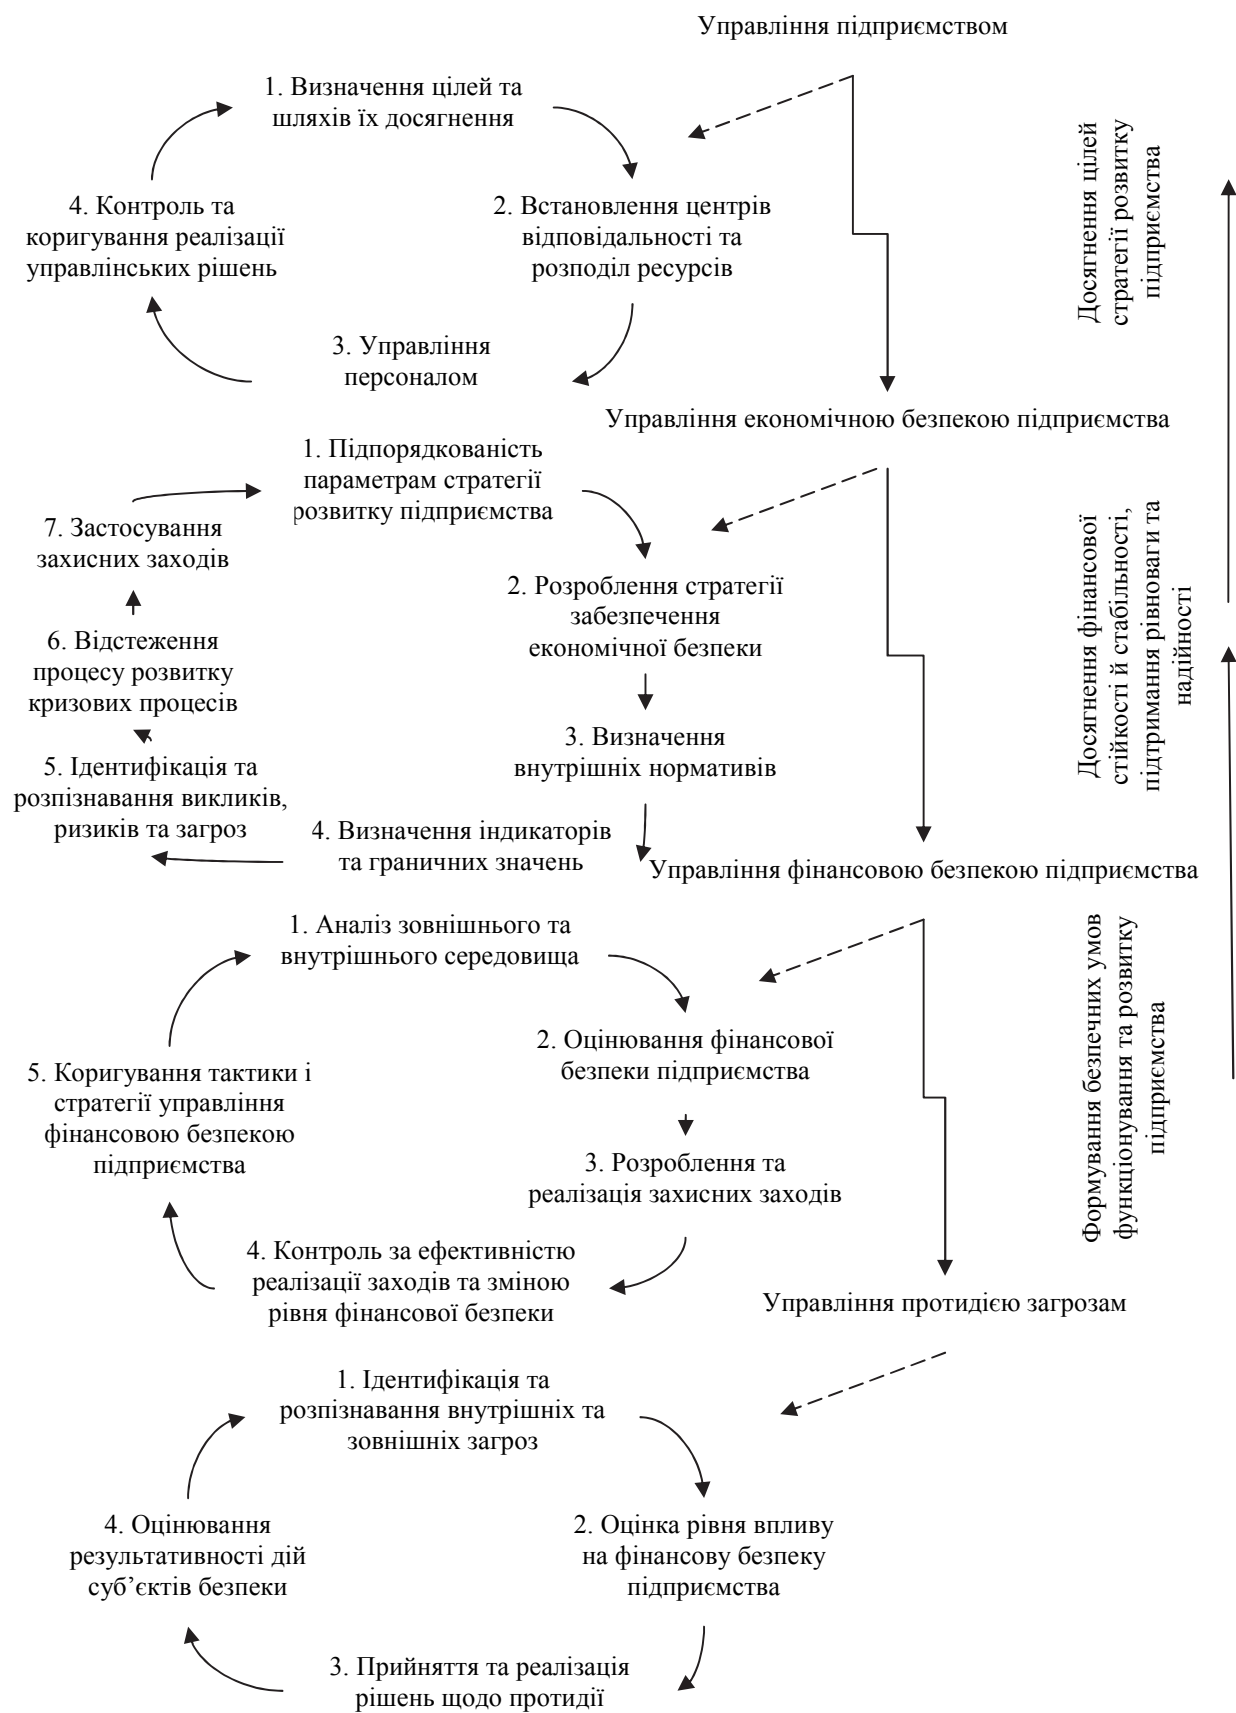 Управління підприємством
1. Визначення цілей та
шляхів їх досягнення
4. Контроль та
коригування реалізації
управлінських рішень
2. Встановлення центрів
відповідальності та
розподіл ресурсів
3. Управління
персоналом
Досягнення цілей
стратегії розвитку
підприємства
Управління економічною безпекою підприємства
1. Підпорядкованість
параметрам стратегії
розвитку підприємства
7. Застосування
захисних заходів
2. Розроблення стратегії
забезпечення
економічної безпеки
6. Відстеження
процесу розвитку
кризових процесів
3. Визначення
внутрішніх нормативів
5. Ідентифікація та
розпізнавання викликів,
ризиків та загроз
4. Визначення індикаторів
та граничних значень
Досягнення фінансової
стійкості й стабільності,
підтримання рівноваги та
надійності
Управління фінансовою безпекою підприємства
1. Аналіз зовнішнього та
внутрішнього середовища
2. Оцінювання фінансової
безпеки підприємства
5. Коригування тактики і
стратегії управління
фінансовою безпекою
підприємства
3. Розроблення та
реалізація захисних заходів
4. Контроль за ефективністю
реалізації заходів та зміною
рівня фінансової безпеки
Формування безпечних умов
функціонування та розвитку
підприємства
Управління протидією загрозам
1. Ідентифікація та
розпізнавання внутрішніх та
зовнішніх загроз
4. Оцінювання
результативності дій
суб’єктів безпеки
2. Оцінка рівня впливу
на фінансову безпеку
підприємства
3. Прийняття та реалізація
рішень щодо протидії